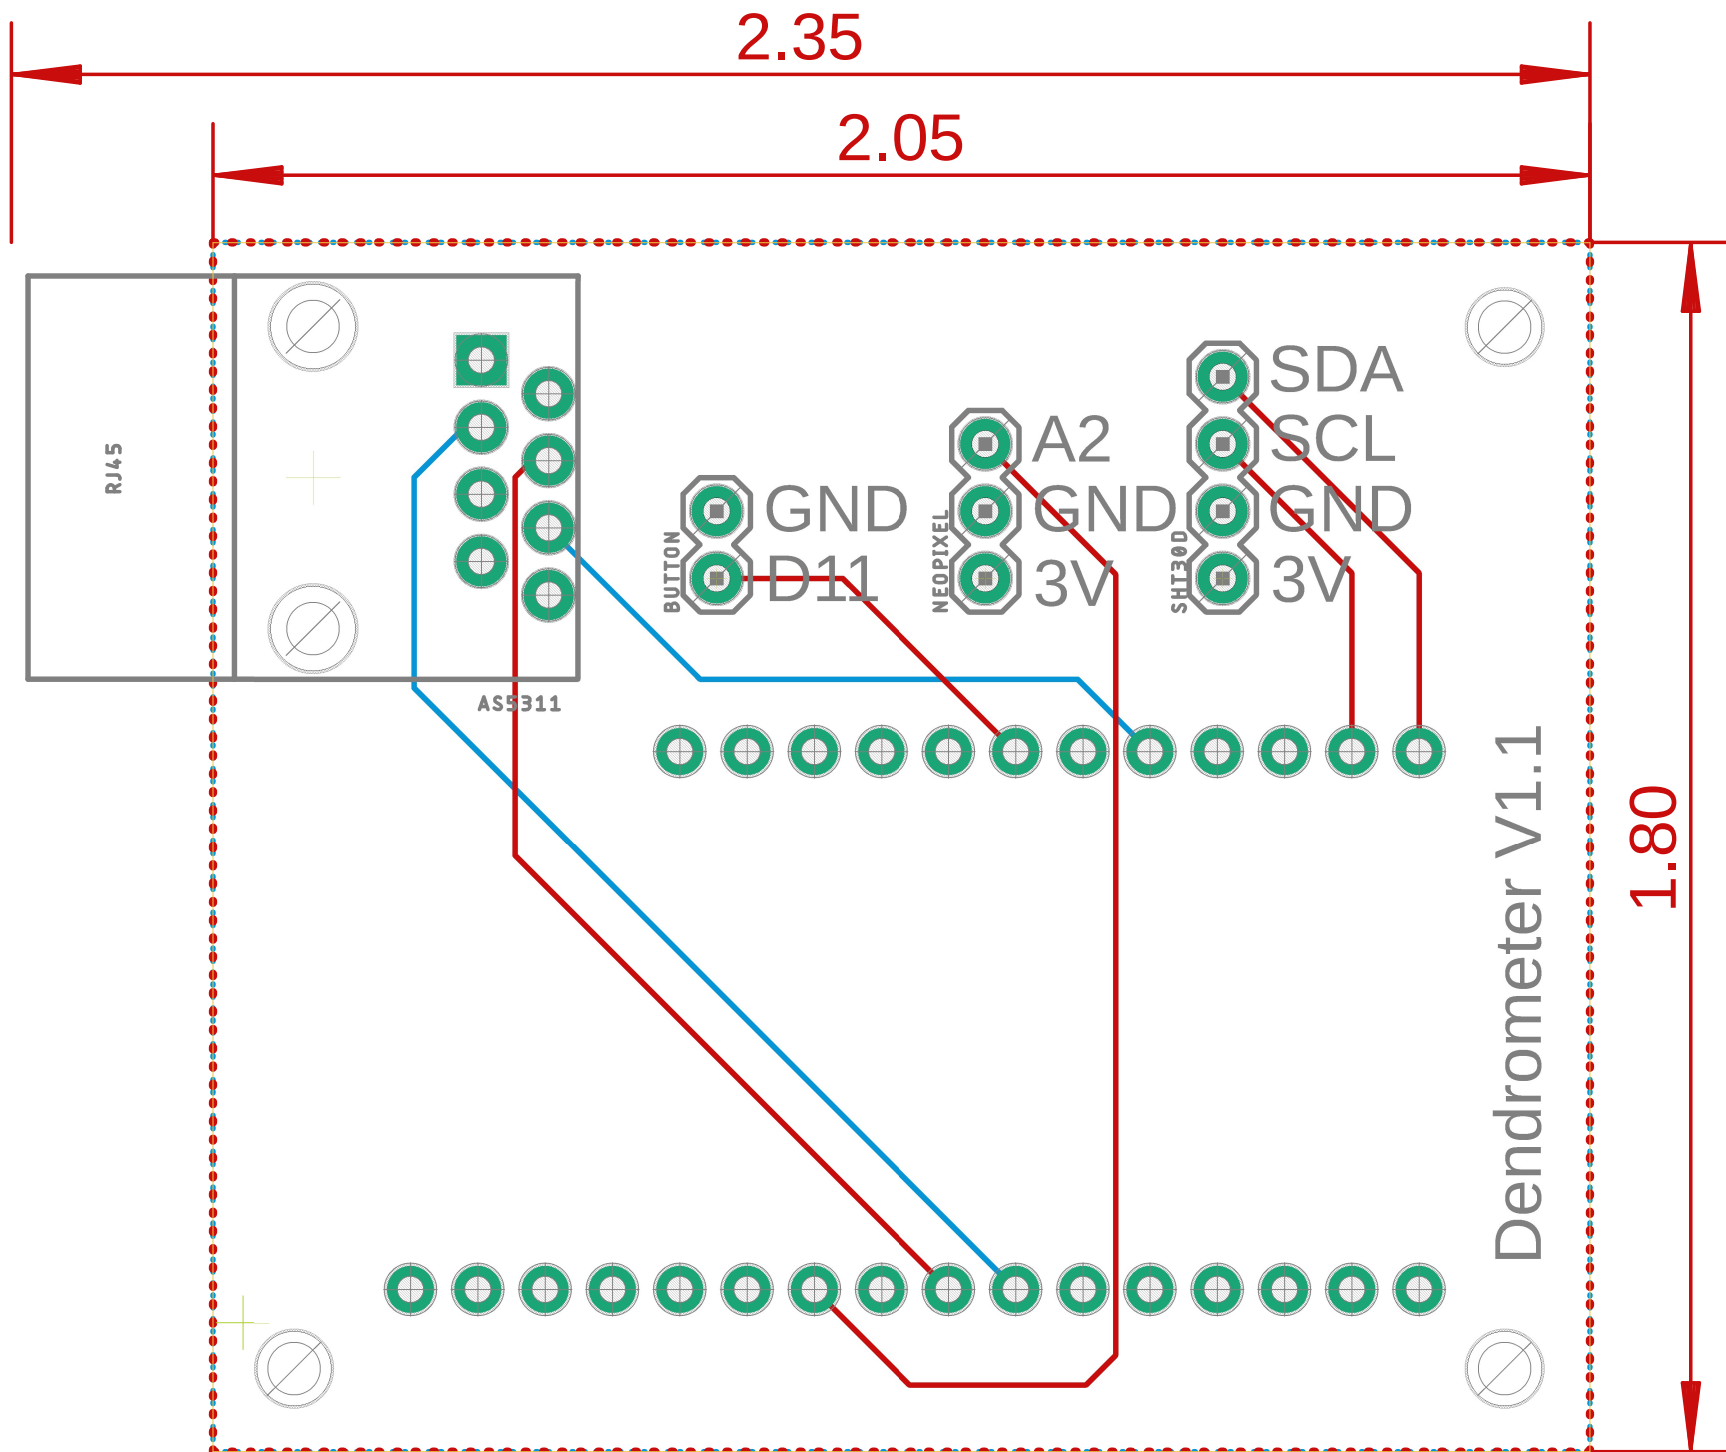 2.35
2.05
SDA
A2
SCL
RJ45
GND
GND
GND
BUTTON
D11
NEOPIXEL
3V
SHT30D
3V
AS5311
Dendrometer V1.1
1.80